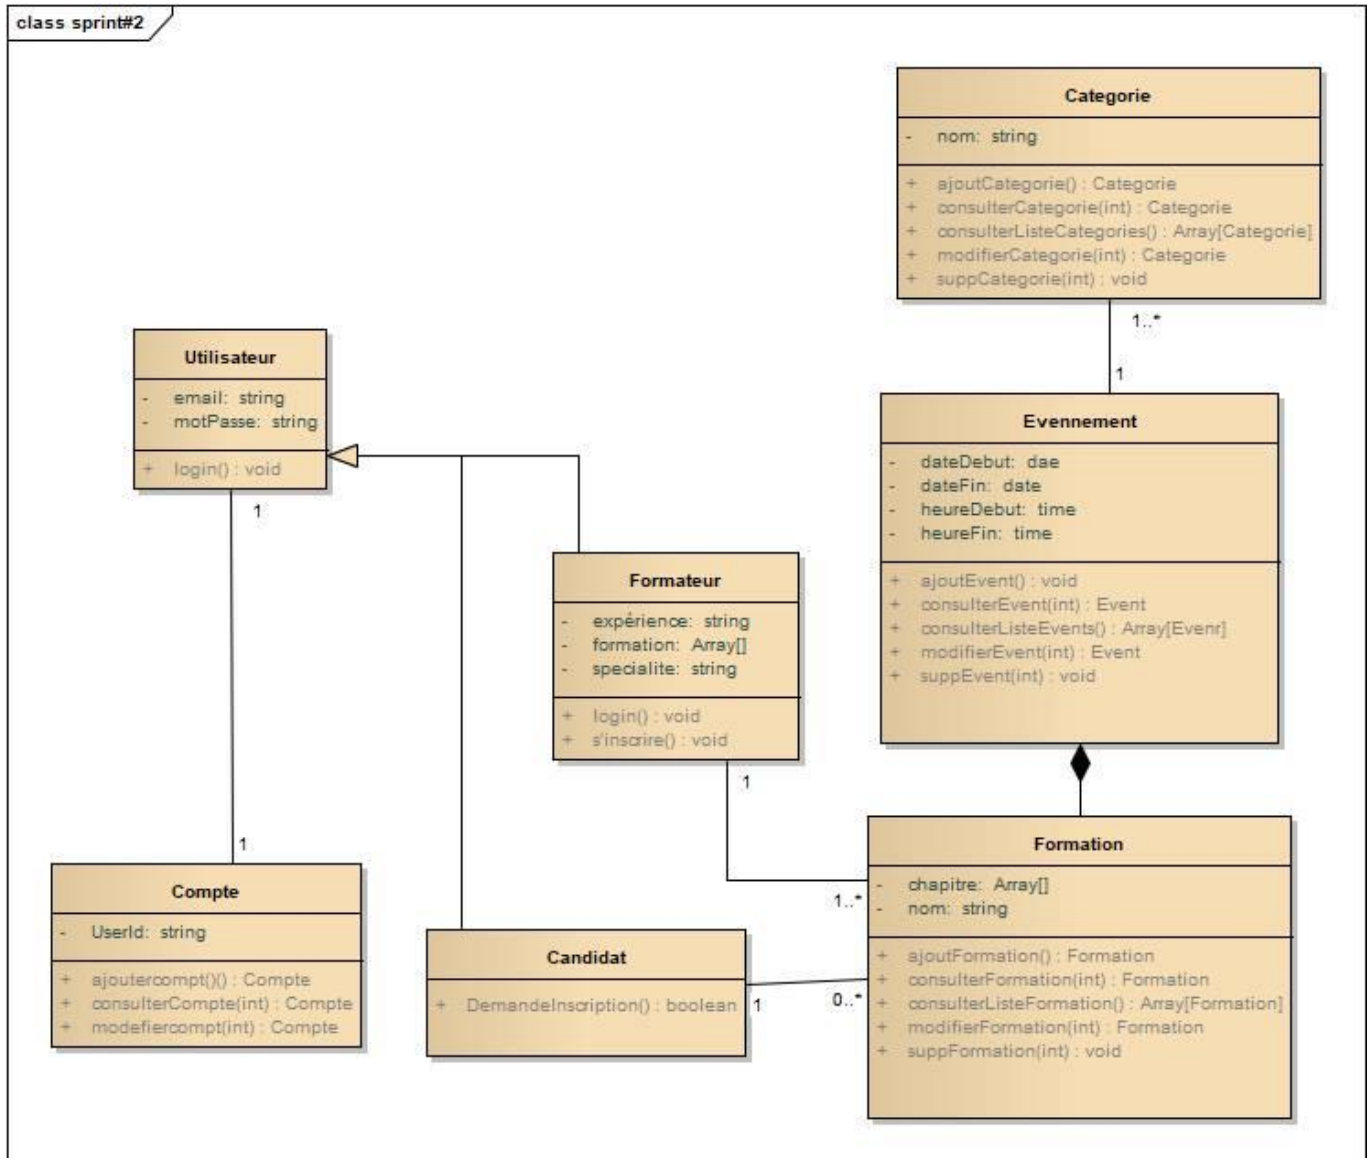 class sprint#2
Categorie
- nom: string
+ ajoutCategorie() : Categorie
+ consulterCategorie(int) : Categorie
+ consulterListeCategories() : Array[Categorie]
+ modifierCategorie(int) : Categorie
+ suppCategorie(int) : void
1..*
1
Utilisateur
- email: string
- motPasse: string
+ login() : void
1
Evennement
- dateDebut: dae
- dateFin: date
- heureDebut: time
- heureFin: time
+ ajoutEvent() : void
+ consulterEvent(int) : Event
+ consulterListeEvents() : Array[Evenr]
+ modifierEvent(int) : Event
+ suppEvent(int) : void
Formateur
- expérience: string
- formation: Array[]
- specialite: string
+ login() : void
+ s'inscrire() : void
1
1
Compte
- UserId: string
+ ajoutercompt()() : Compte
+ consulterCompte(int) : Compte
+ modefiercompt(int) : Compte
Candidat
+ DemandeInscription() : boolean
1
1..*
0..*
Formation
- chapitre: Array[]
- nom: string
+ ajoutFormation() : Formation
+ consulterFormation(int) : Formation
+ consulterListeFormation() : Array[Formation]
+ modifierFormation(int) : Formation
+ suppFormation(int) : void